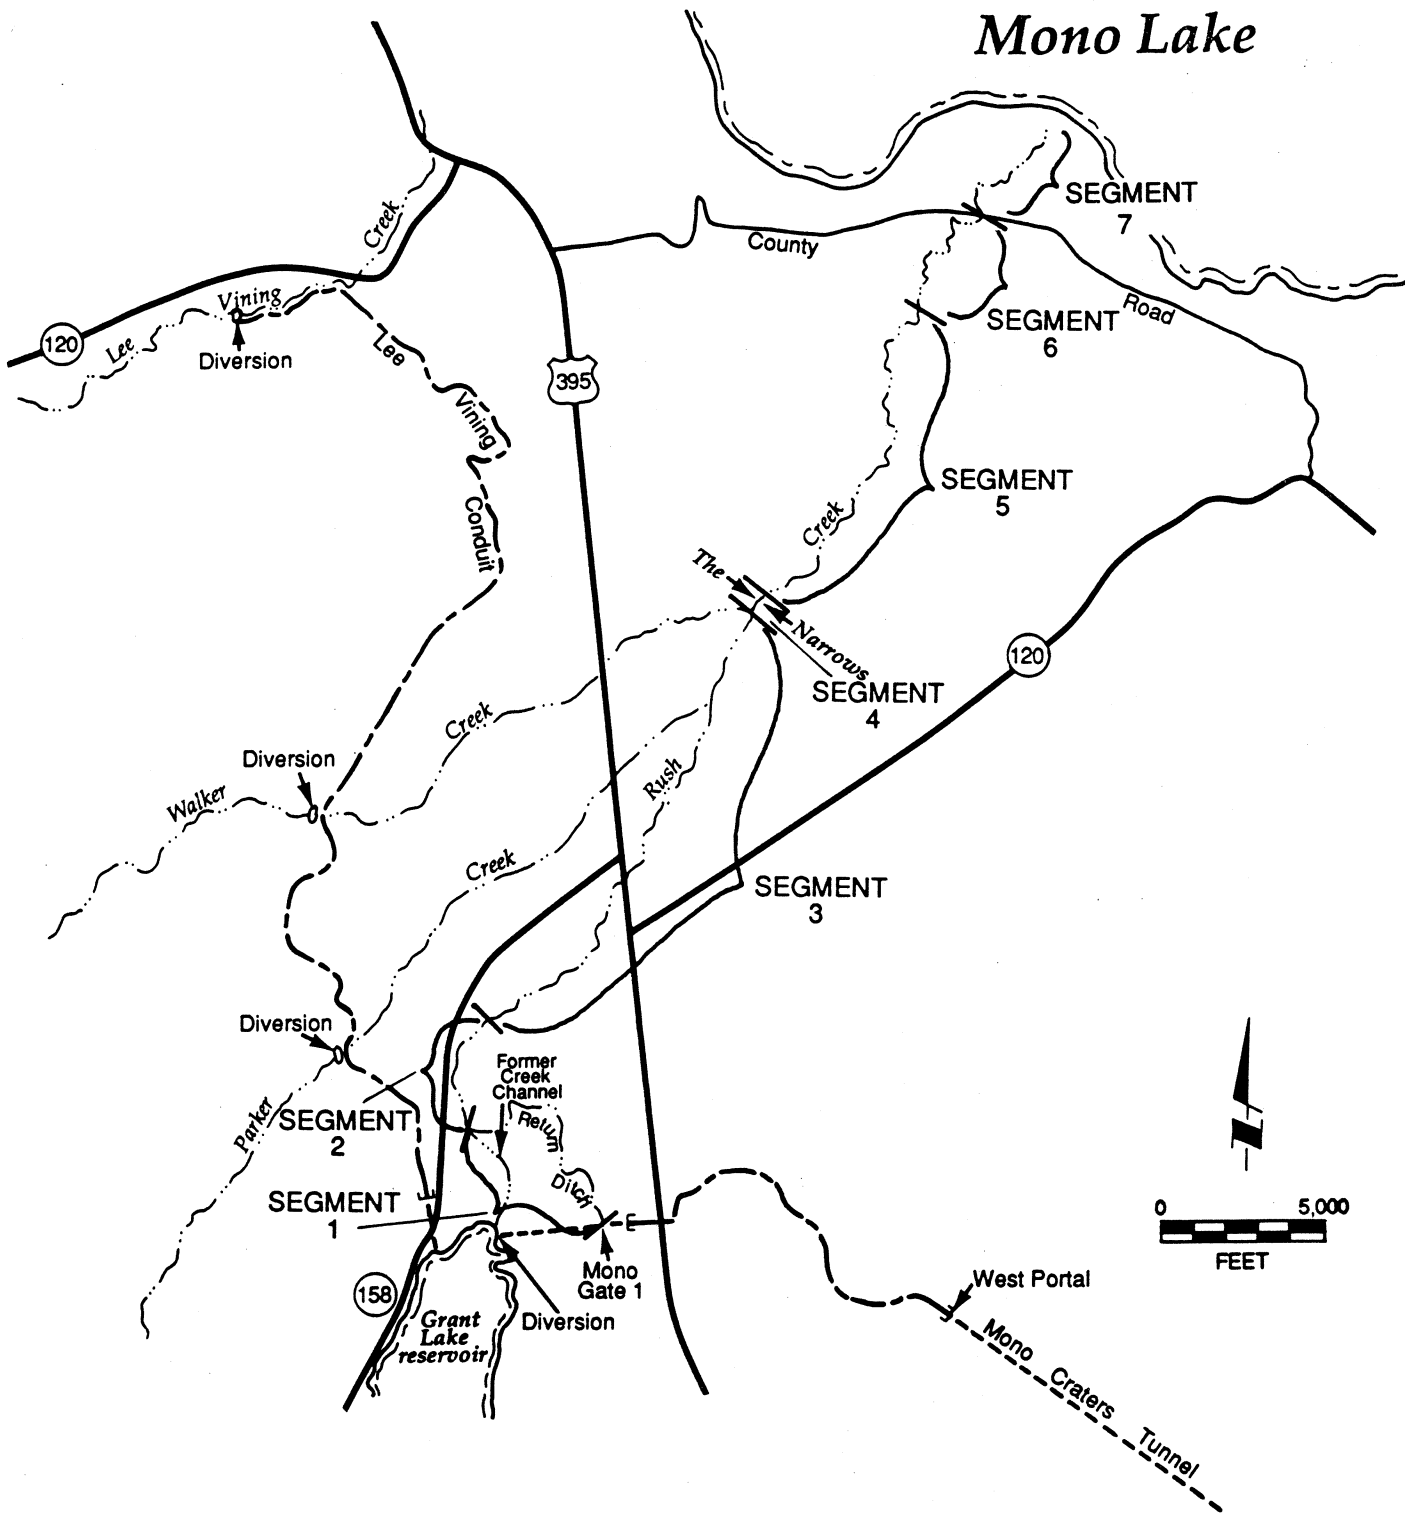 Mono Lake
SEGMENT
7
Creek
County
Vining
Road
SEGMENT
6
120
Lee
Diversion
Lee
395
Vining
SEGMENT
5
Conduit
Creek
The
Narrows
120
SEGMENT
4
Creek
Diversion
Rush
Walker
Creek
SEGMENT
3
Diversion
Former
Creek
Channel
Return
Ditch
Parker
SEGMENT
2
SEGMENT
1
0 5,000
FEET
Mono
Gate 1
West Portal
158
Grant
Lake
reservoir
Diversion
Mono Craters Tunnel